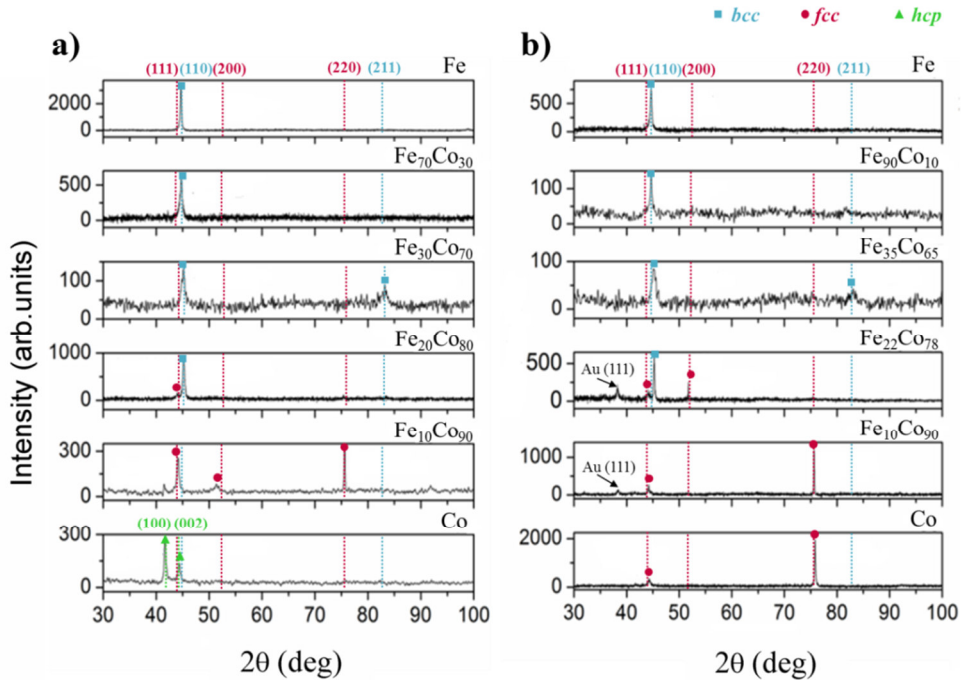 bcc fcc hcp
a)
(111) (110) (200) (220) (211)
Fe
2000
0
Fe₇₀Co₃₀
500
0
Fe₃₀Co₇₀
100
0
Fe₂₀Co₈₀
1000
0
Fe₁₀Co₉₀
300
0
Co
(100) (002)
300
0
30 40 50 60 70 80 90 100
2θ (deg)
Intensity (arb.units)
b)
(111) (110) (200) (220) (211)
Fe
500
0
Fe₉₀Co₁₀
100
0
Fe₃₅Co₆₅
100
0
Fe₂₂Co₇₈
Au (111)
500
0
Fe₁₀Co₉₀
Au (111)
1000
0
Co
2000
0
30 40 50 60 70 80 90 100
2θ (deg)